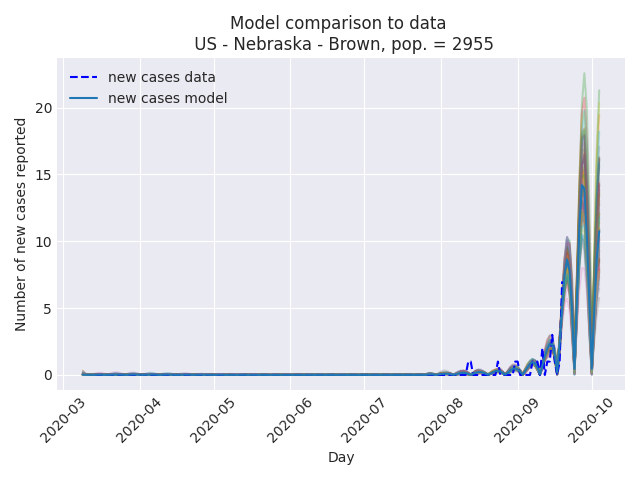 Model comparison to data
US - Nebraska - Brown, pop. = 2955
new cases data
new cases model
Number of new cases reported
20
15
10
5
0
2020-03
2020-04
2020-05
2020-06
2020-07
2020-08
2020-09
2020-10
Day